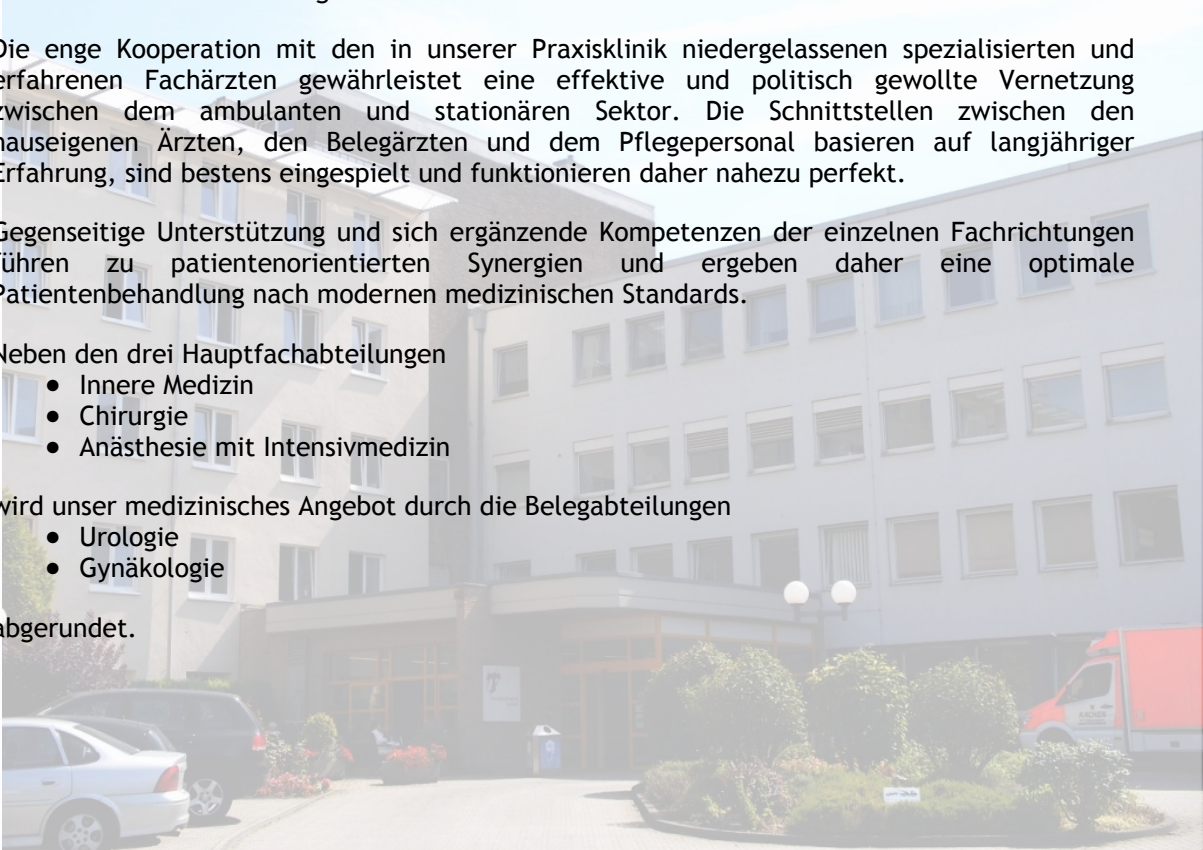 Die enge Kooperation mit den in unserer Praxisklinik niedergelassenen spezialisierten und
erfahrenen Fachärzten gewährleistet eine effektive und politisch gewollte Vernetzung
zwischen dem ambulanten und stationären Sektor. Die Schnittstellen zwischen den
hauseigenen Ärzten, den Belegärzten und dem Pflegepersonal basieren auf langjähriger
Erfahrung, sind bestens eingespielt und funktionieren daher nahezu perfekt.
Gegenseitige Unterstützung und sich ergänzende Kompetenzen der einzelnen Fachrichtungen
führen zu patientenorientierten Synergien und ergeben daher eine optimale
Patientenbehandlung nach modernen medizinischen Standards.
Neben den drei Hauptfachabteilungen
● Innere Medizin
● Chirurgie
● Anästhesie mit Intensivmedizin
wird unser medizinisches Angebot durch die Belegabteilungen
● Urologie
● Gynäkologie
abgerundet.
AACHEN